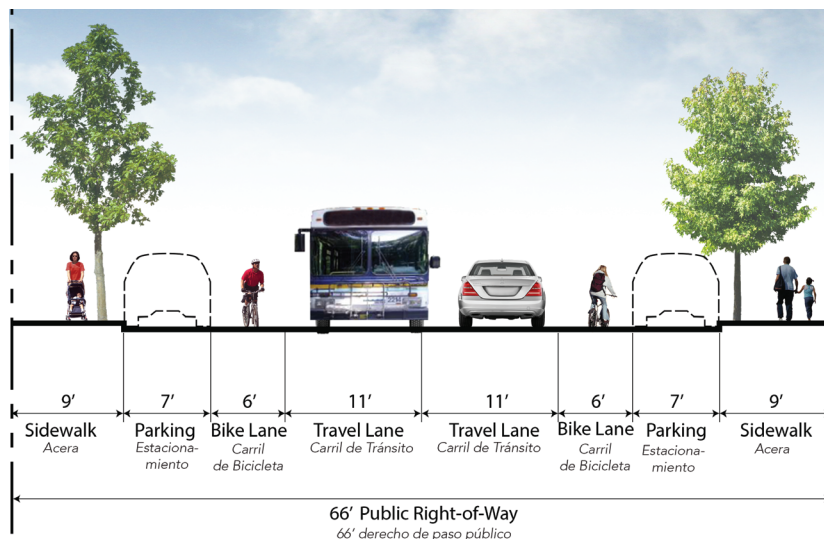 9’
Sidewalk
Acera
7’
Parking
Estaciona-
miento
6’
Bike Lane
Carril
de Bicicleta
11’
Travel Lane
Carril de Tránsito
11’
Travel Lane
Carril de Tránsito
6’
Bike Lane
Carril
de Bicicleta
7’
Parking
Estaciona-
miento
9’
Sidewalk
Acera
66’ Public Right-of-Way
66’ derecho de paso público